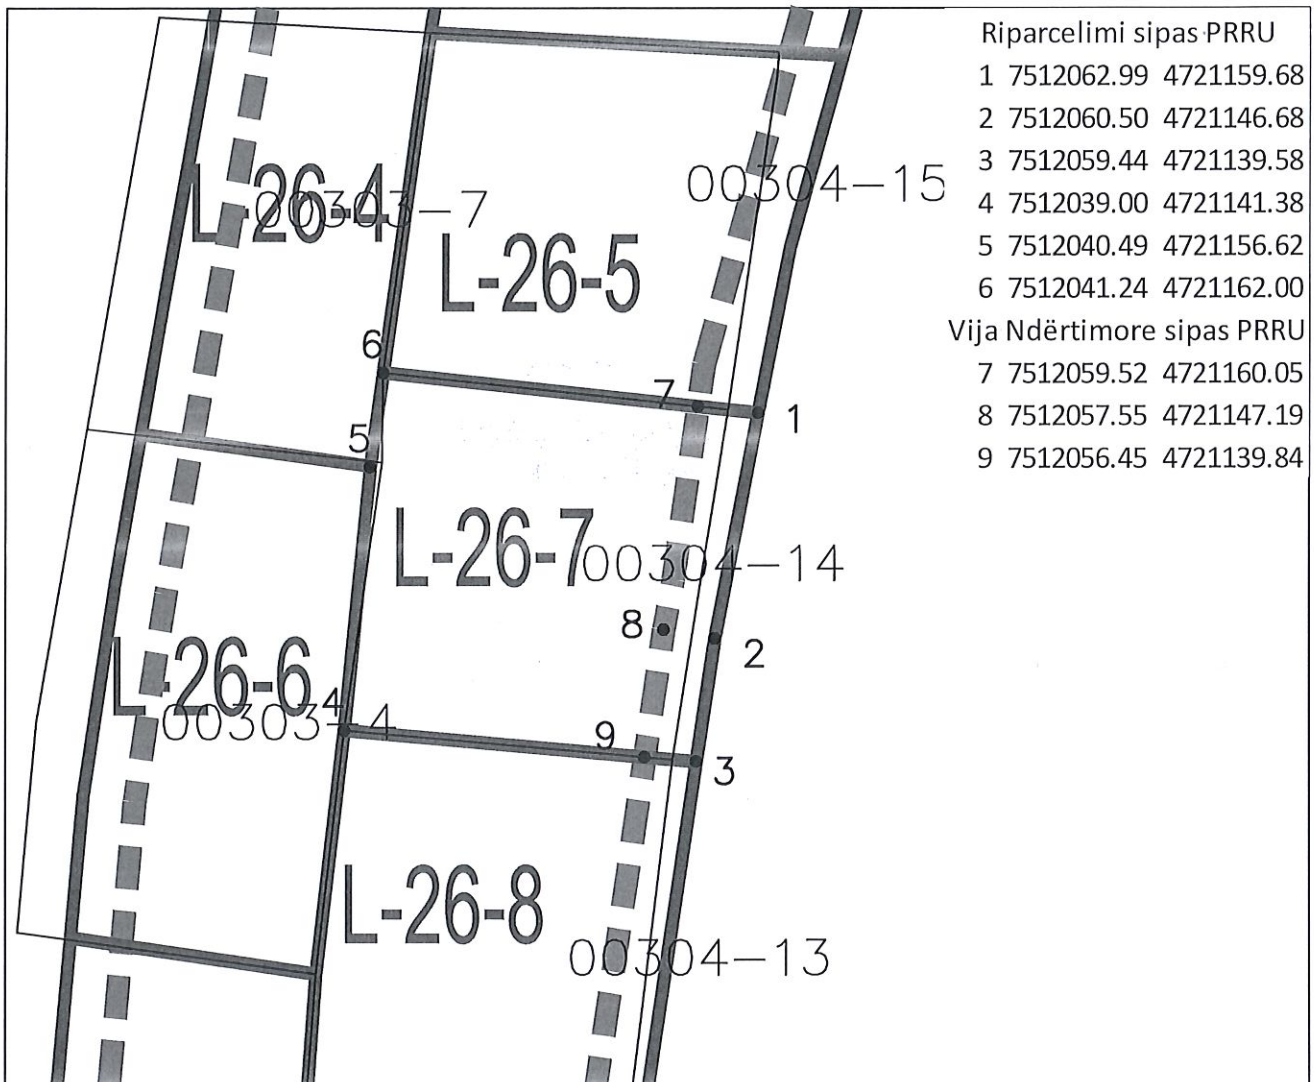 Riparcelimi sipas PRRU
1 7512062.99 4721159.68
2 7512060.50 4721146.68
3 7512059.44 4721139.58
4 7512039.00 4721141.38
5 7512040.49 4721156.62
6 7512041.24 4721162.00
Vija Ndërtimore sipas PRRU
7 7512059.52 4721160.05
8 7512057.55 4721147.19
9 7512056.45 4721139.84
00304-15
L-26-4
00303-7
L-26-5
6
7
1
5
L-26-7
00304-14
8
2
L-26-6
4
00303-4
9
3
L-26-8
00304-13